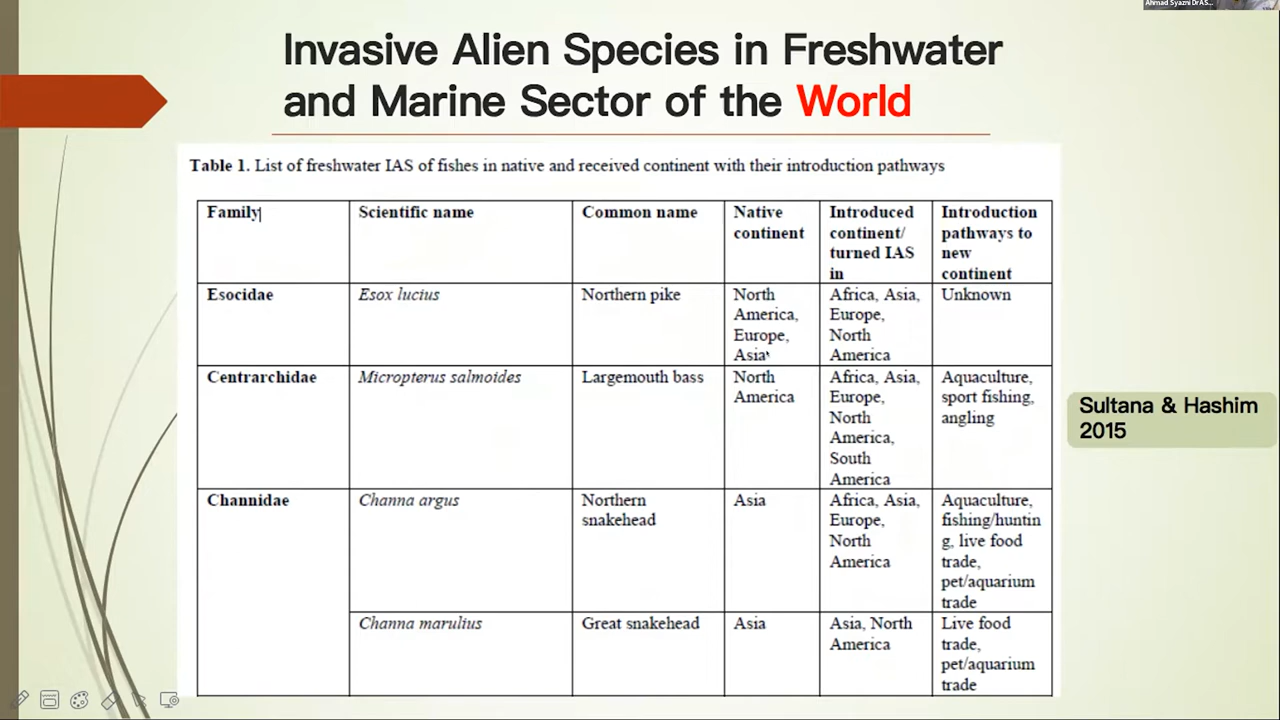 Ahmad Syazni DrAS...
Invasive Alien Species in Freshwater
and Marine Sector of the World
Table 1. List of freshwater IAS of fishes in native and received continent with their introduction pathways
Family
Scientific name
Common name
Native
continent
Introduced
continent/
turned IAS
in
Introduction
pathways to
new
continent
Esocidae
Esox lucius
Northern pike
North
America,
Europe,
Asia
Africa, Asia,
Europe,
North
America
Unknown
Centrarchidae
Micropterus salmoides
Largemouth bass
North
America
Africa, Asia,
Europe,
North
America,
South
America
Aquaculture,
sport fishing,
angling
Channidae
Channa argus
Northern
snakehead
Asia
Africa, Asia,
Europe,
North
America
Aquaculture,
fishing/huntin
g, live food
trade,
pet/aquarium
trade
Channa marulius
Great snakehead
Asia
Asia, North
America
Live food
trade,
pet/aquarium
trade
Sultana & Hashim
2015